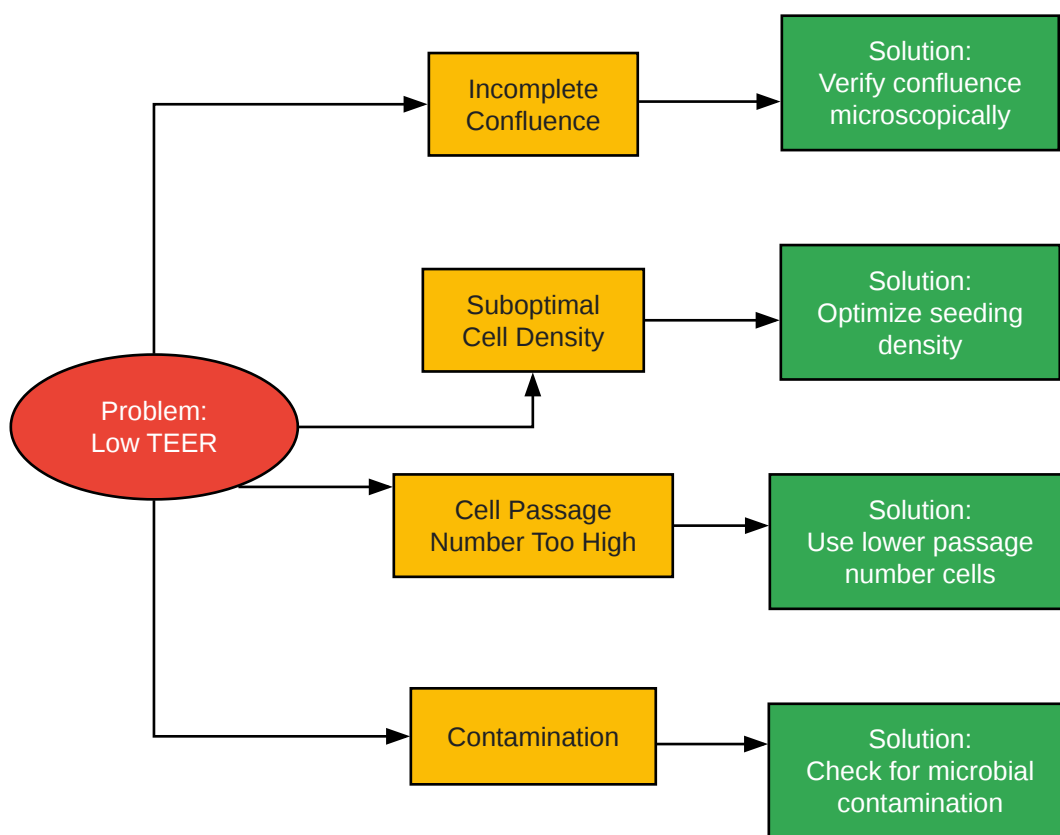 Incomplete
Confluence
Solution:
Verify confluence
microscopically
Suboptimal
Cell Density
Solution:
Optimize seeding
density
Problem:
Low TEER
Cell Passage
Number Too High
Solution:
Use lower passage
number cells
Contamination
Solution:
Check for microbial
contamination